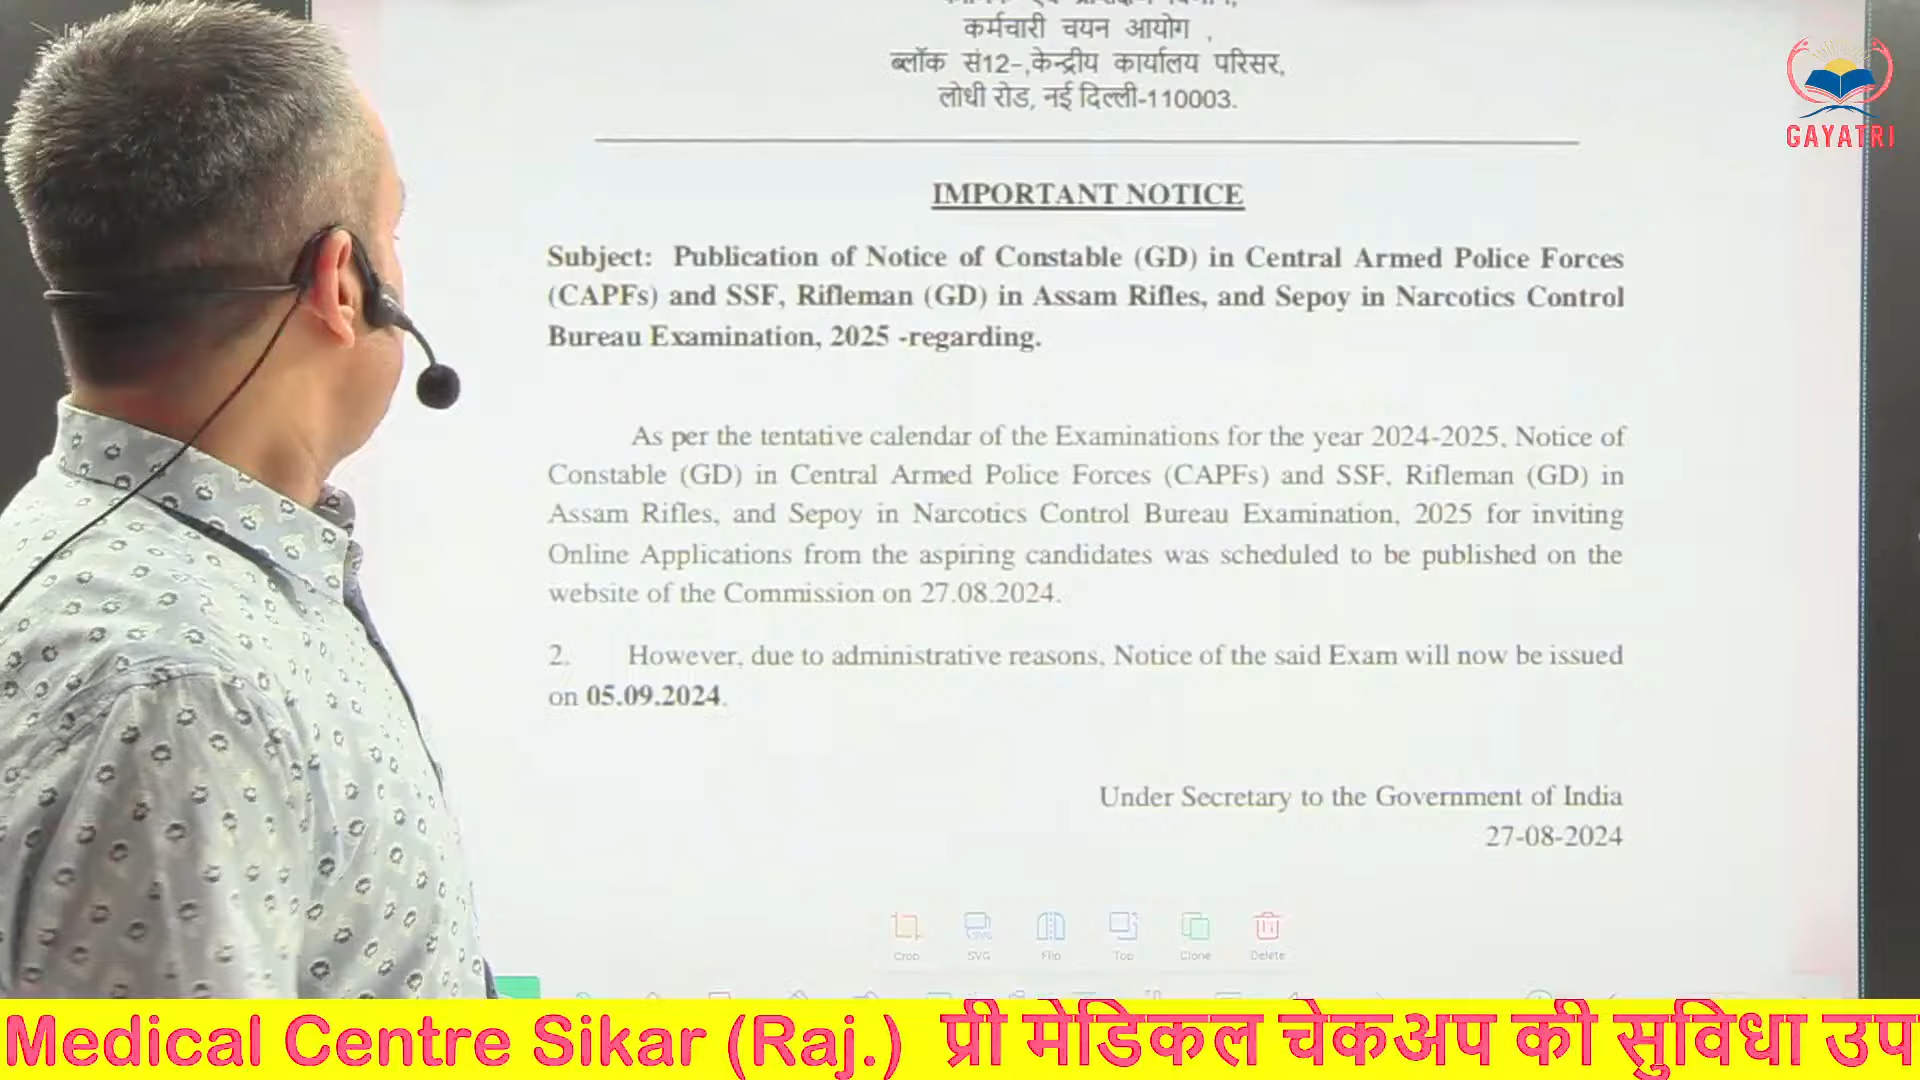 कर्मचारी चयन आयोग ,
ब्लॉक सं12-,केन्द्रीय कार्यालय परिसर,
लोधी रोड, नई दिल्ली-110003.
GAYATRI
IMPORTANT NOTICE
Subject: Publication of Notice of Constable (GD) in Central Armed Police Forces
(CAPFs) and SSF, Rifleman (GD) in Assam Rifles, and Sepoy in Narcotics Control
Bureau Examination, 2025 -regarding.
As per the tentative calendar of the Examinations for the year 2024-2025, Notice of
Constable (GD) in Central Armed Police Forces (CAPFs) and SSF, Rifleman (GD) in
Assam Rifles, and Sepoy in Narcotics Control Bureau Examination, 2025 for inviting
Online Applications from the aspiring candidates was scheduled to be published on the
website of the Commission on 27.08.2024.
2. However, due to administrative reasons, Notice of the said Exam will now be issued
on 05.09.2024.
Under Secretary to the Government of India
27-08-2024
Crop SVG Flip Top Clone Delete
Medical Centre Sikar (Raj.) प्री मेडिकल चेकअप की सुविधा उप